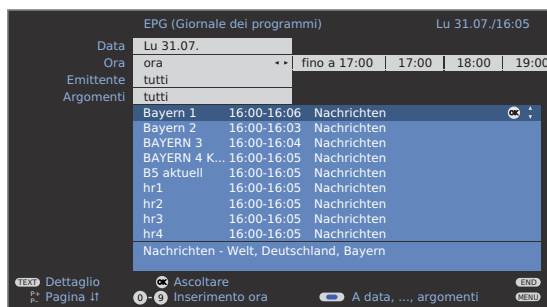 EPG (Giornale dei programmi) Lu 31.07./16:05
Data Lu 31.07.
Ora ora fino a 17:00 17:00 18:00 19:00
Emittente tutti
Argomenti tutti
Bayern 1 16:00-16:06 Nachrichten OK
Bayern 2 16:00-16:03 Nachrichten
BAYERN 3 16:00-16:04 Nachrichten
BAYERN 4 K... 16:00-16:05 Nachrichten
B5 aktuell 16:00-16:05 Nachrichten
hr1 16:00-16:05 Nachrichten
hr2 16:00-16:05 Nachrichten
hr3 16:00-16:05 Nachrichten
hr4 16:00-16:05 Nachrichten
Nachrichten - Welt, Deutschland, Bayern
TEXT Dettaglio OK Ascoltare END
P+ P- Pagina ↓↑ 0-9 Inserimento ora A data, ..., argomenti MENU